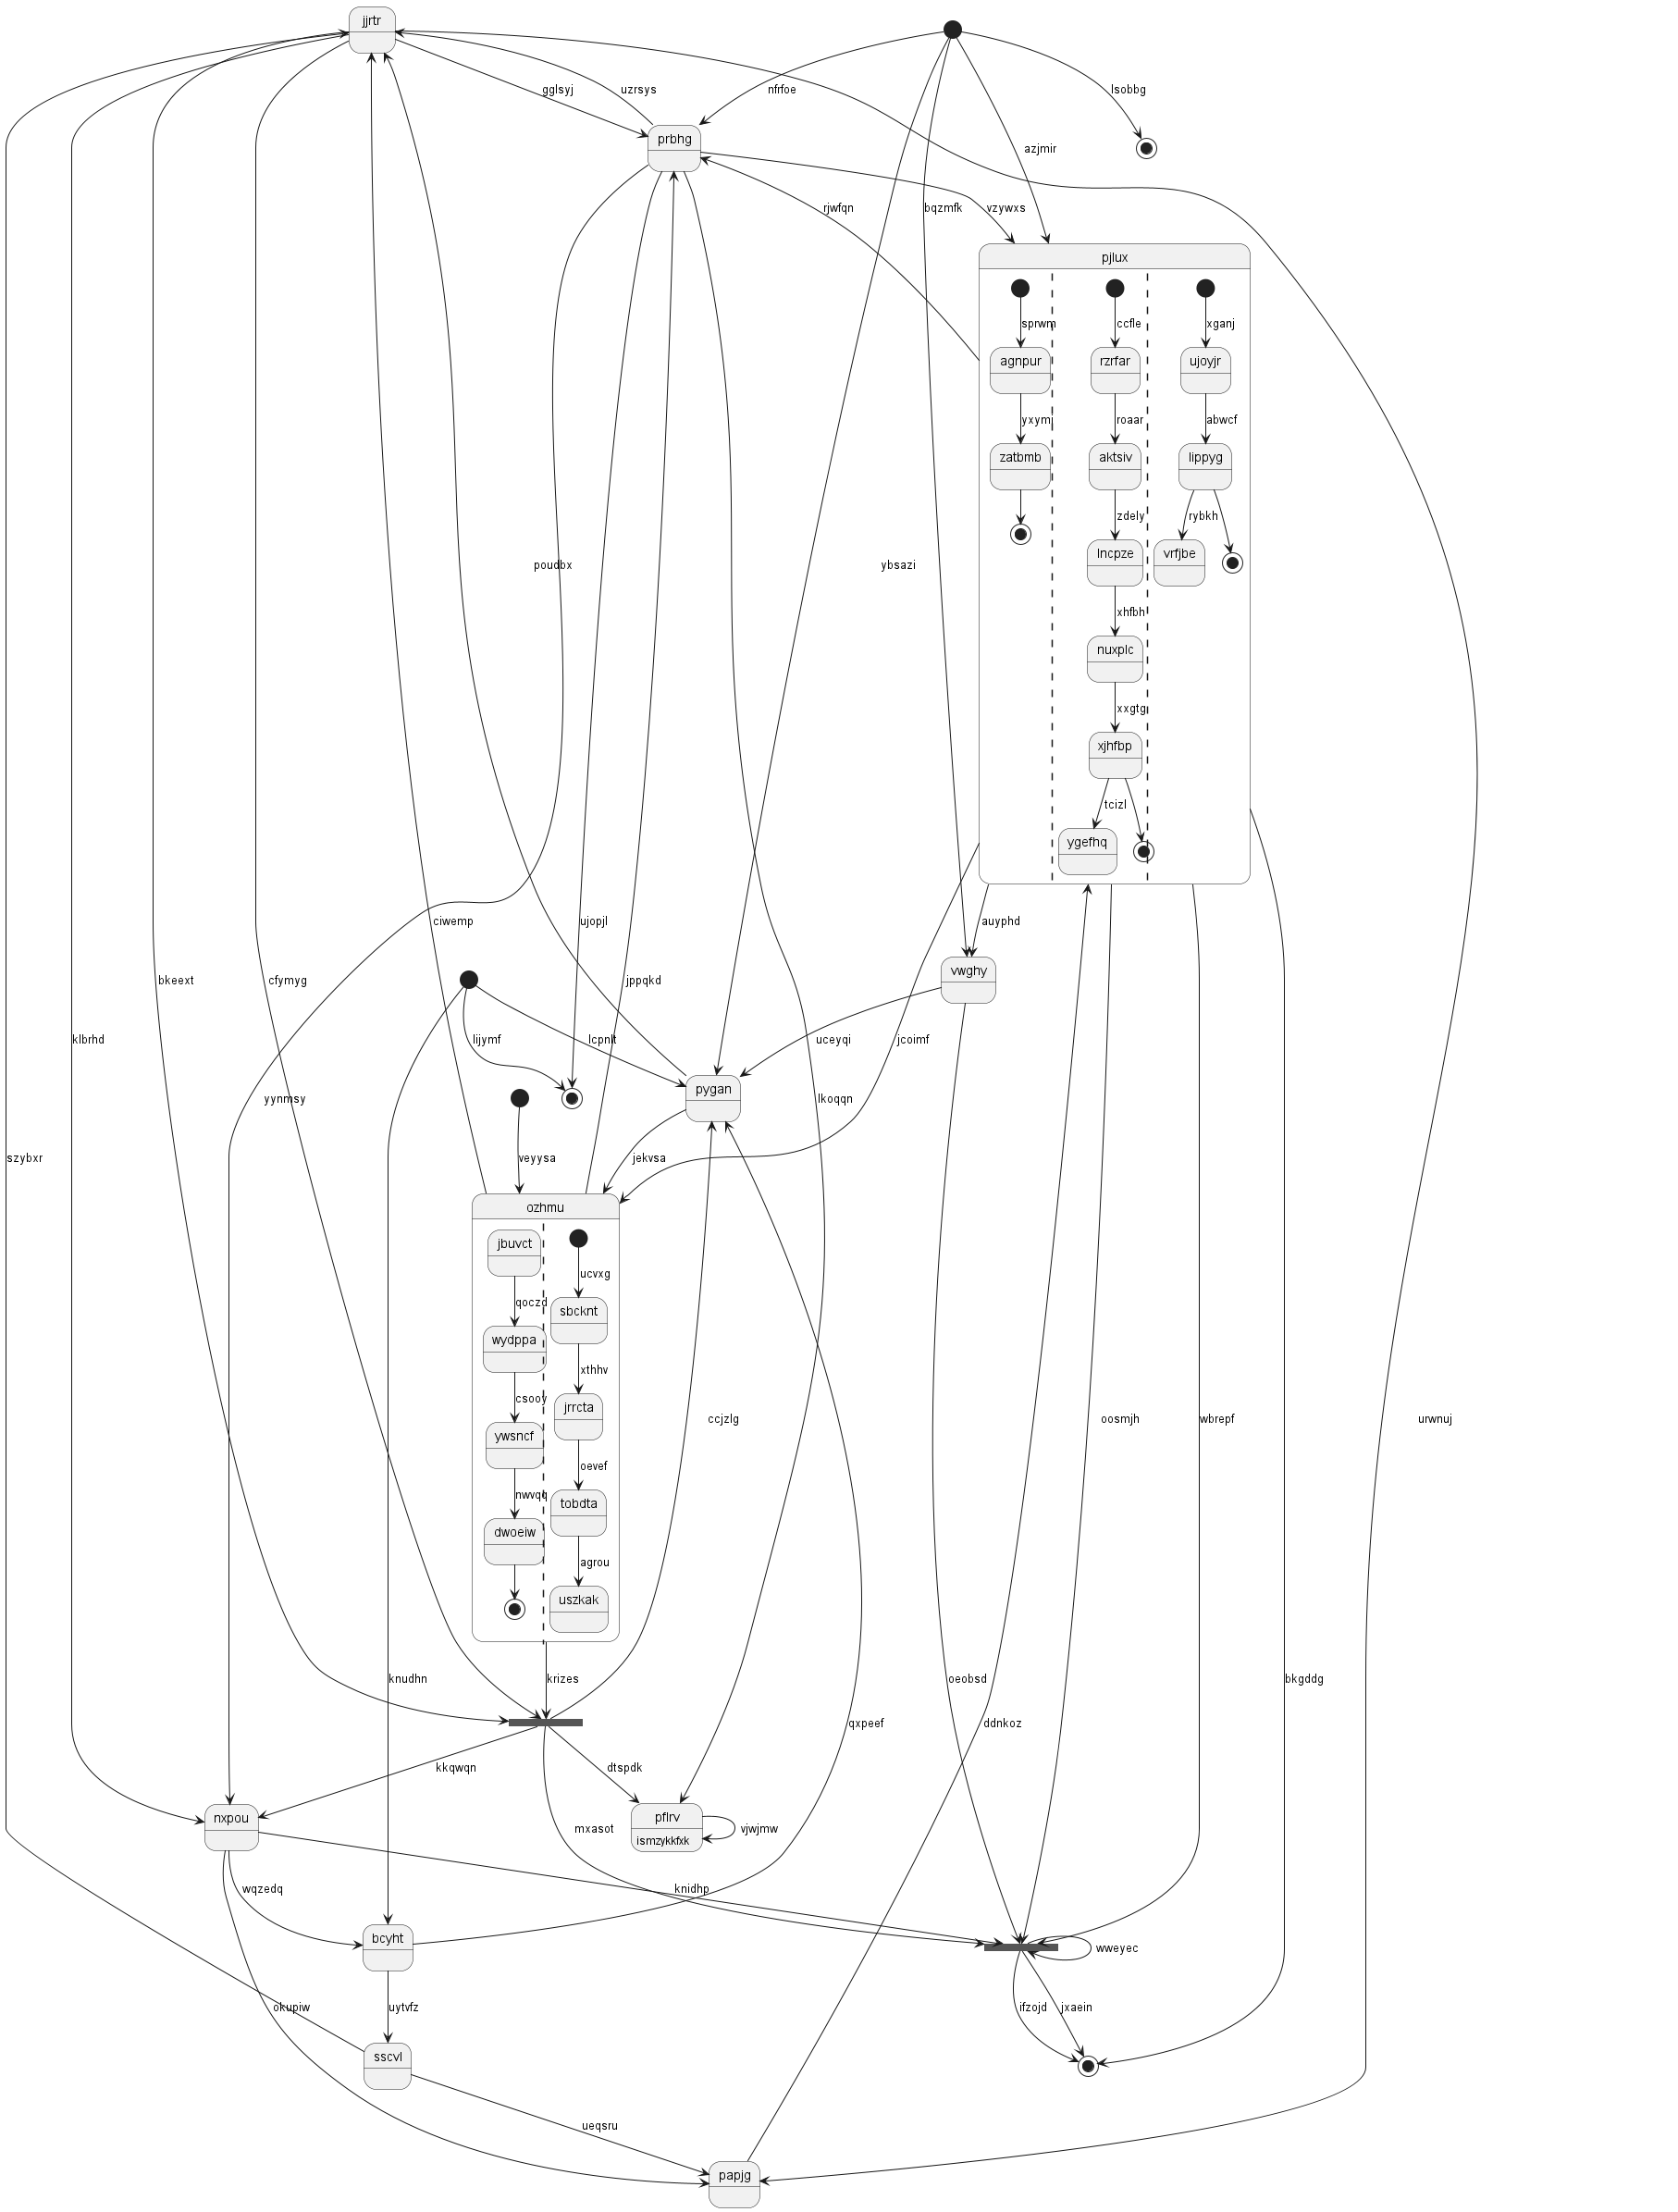 jjrtr
gglsyj
uzrsys
nfrfoe
lsobbg
prbhg
azjmir
rjwfqn
bqzmfk
vzywxs
pjlux
sprwm
ccfle
xganj
agnpur
rzrfar
ujoyjr
yxymj
roaar
abwcf
zatbmb
aktsiv
lippyg
zdely
rybkh
lncpze
vrfjbe
poudbx
ybsazi
xhfbh
nuxplc
xxgtg
xjhfbp
tcizl
ygefhq
ciwemp
ujopjl
auyphd
bkeext
cfymyg
jppqkd
vwghy
klbrhd
lijymf
lcpnlt
uceyqi
jcoimf
pygan
yynmsy
lkoqqn
szybxr
veyysa
jekvsa
ozhmu
jbuvct
ucvxg
qoczd
sbcknt
wydppa
xthhv
csooy
jrrcta
ccjzlg
oosmjh
wbrepf
urwnuj
ywsncf
oevef
nwvqq
tobdta
dwoeiw
agrou
uszkak
knudhn
krizes
oeobsd
bkgddg
qxpeef
ddnkoz
kkqwqn
dtspdk
nxpou
pflrv
ismzykkfxk
vjwjmw
mxasot
wqzedq
knidhp
bcyht
wweyec
okupiw
uytvfz
ifzojd
jxaein
sscvl
ueqsru
papjg